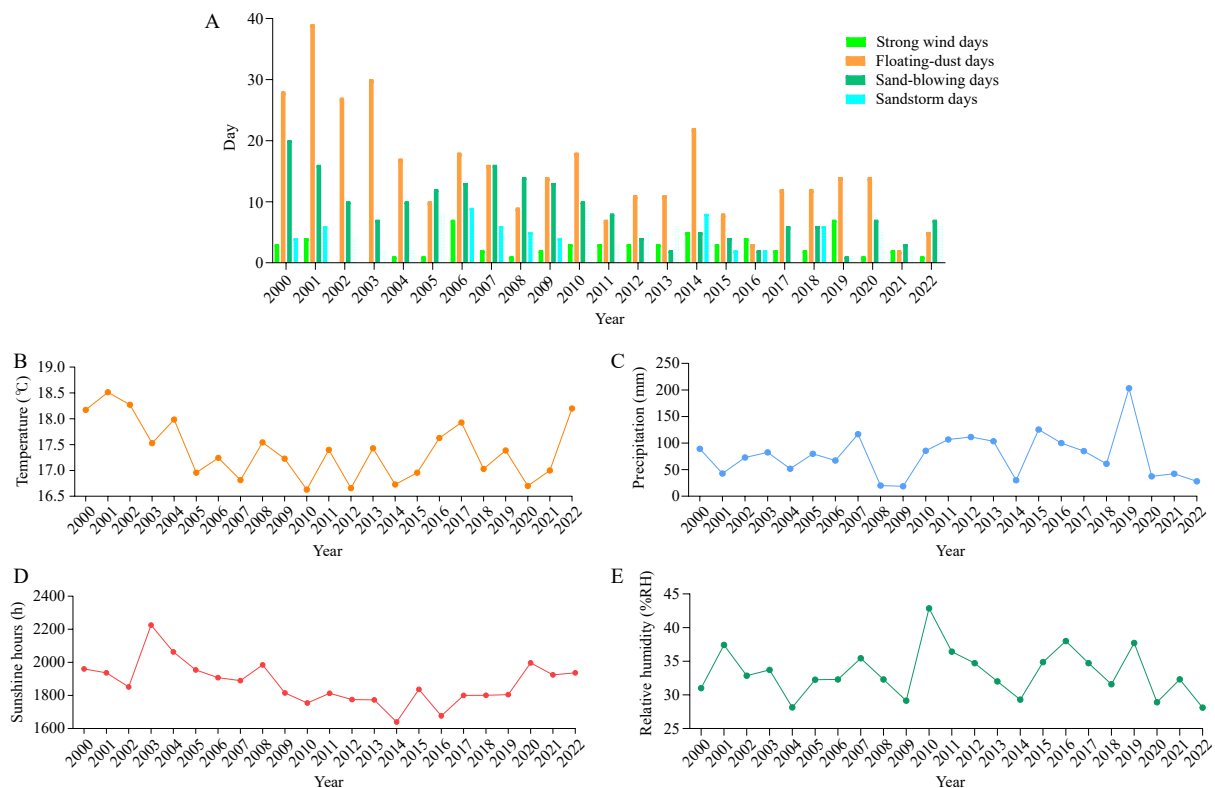 A
40
30
20
10
0
Day
Strong wind days
Floating-dust days
Sand-blowing days
Sandstorm days
2000 2001 2002 2003 2004 2005 2006 2007 2008 2009 2010 2011 2012 2013 2014 2015 2016 2017 2018 2019 2020 2021 2022
Year
B
19.0
18.5
18.0
17.5
17.0
16.5
Temperature (℃)
2000 2001 2002 2003 2004 2005 2006 2007 2008 2009 2010 2011 2012 2013 2014 2015 2016 2017 2018 2019 2020 2021 2022
Year
C
250
200
150
100
50
0
Precipitation (mm)
2000 2001 2002 2003 2004 2005 2006 2007 2008 2009 2010 2011 2012 2013 2014 2015 2016 2017 2018 2019 2020 2021 2022
Year
D
2400
2200
2000
1800
1600
Sunshine hours (h)
2000 2001 2002 2003 2004 2005 2006 2007 2008 2009 2010 2011 2012 2013 2014 2015 2016 2017 2018 2019 2020 2021 2022
Year
E
45
40
35
30
25
Relative humidity (%RH)
2000 2001 2002 2003 2004 2005 2006 2007 2008 2009 2010 2011 2012 2013 2014 2015 2016 2017 2018 2019 2020 2021 2022
Year